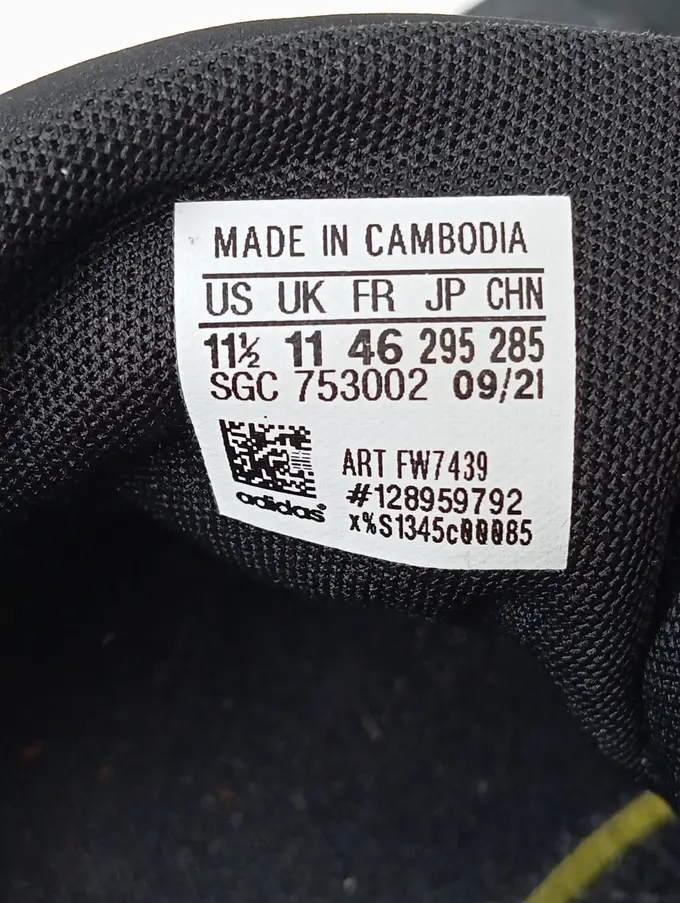 MADE IN CAMBODIA
US UK FR JP CHN
11½ 11 46 295 285
SGC 753002 09/21
ART FW7439
#128959792
adidas®
x%S1345c00085